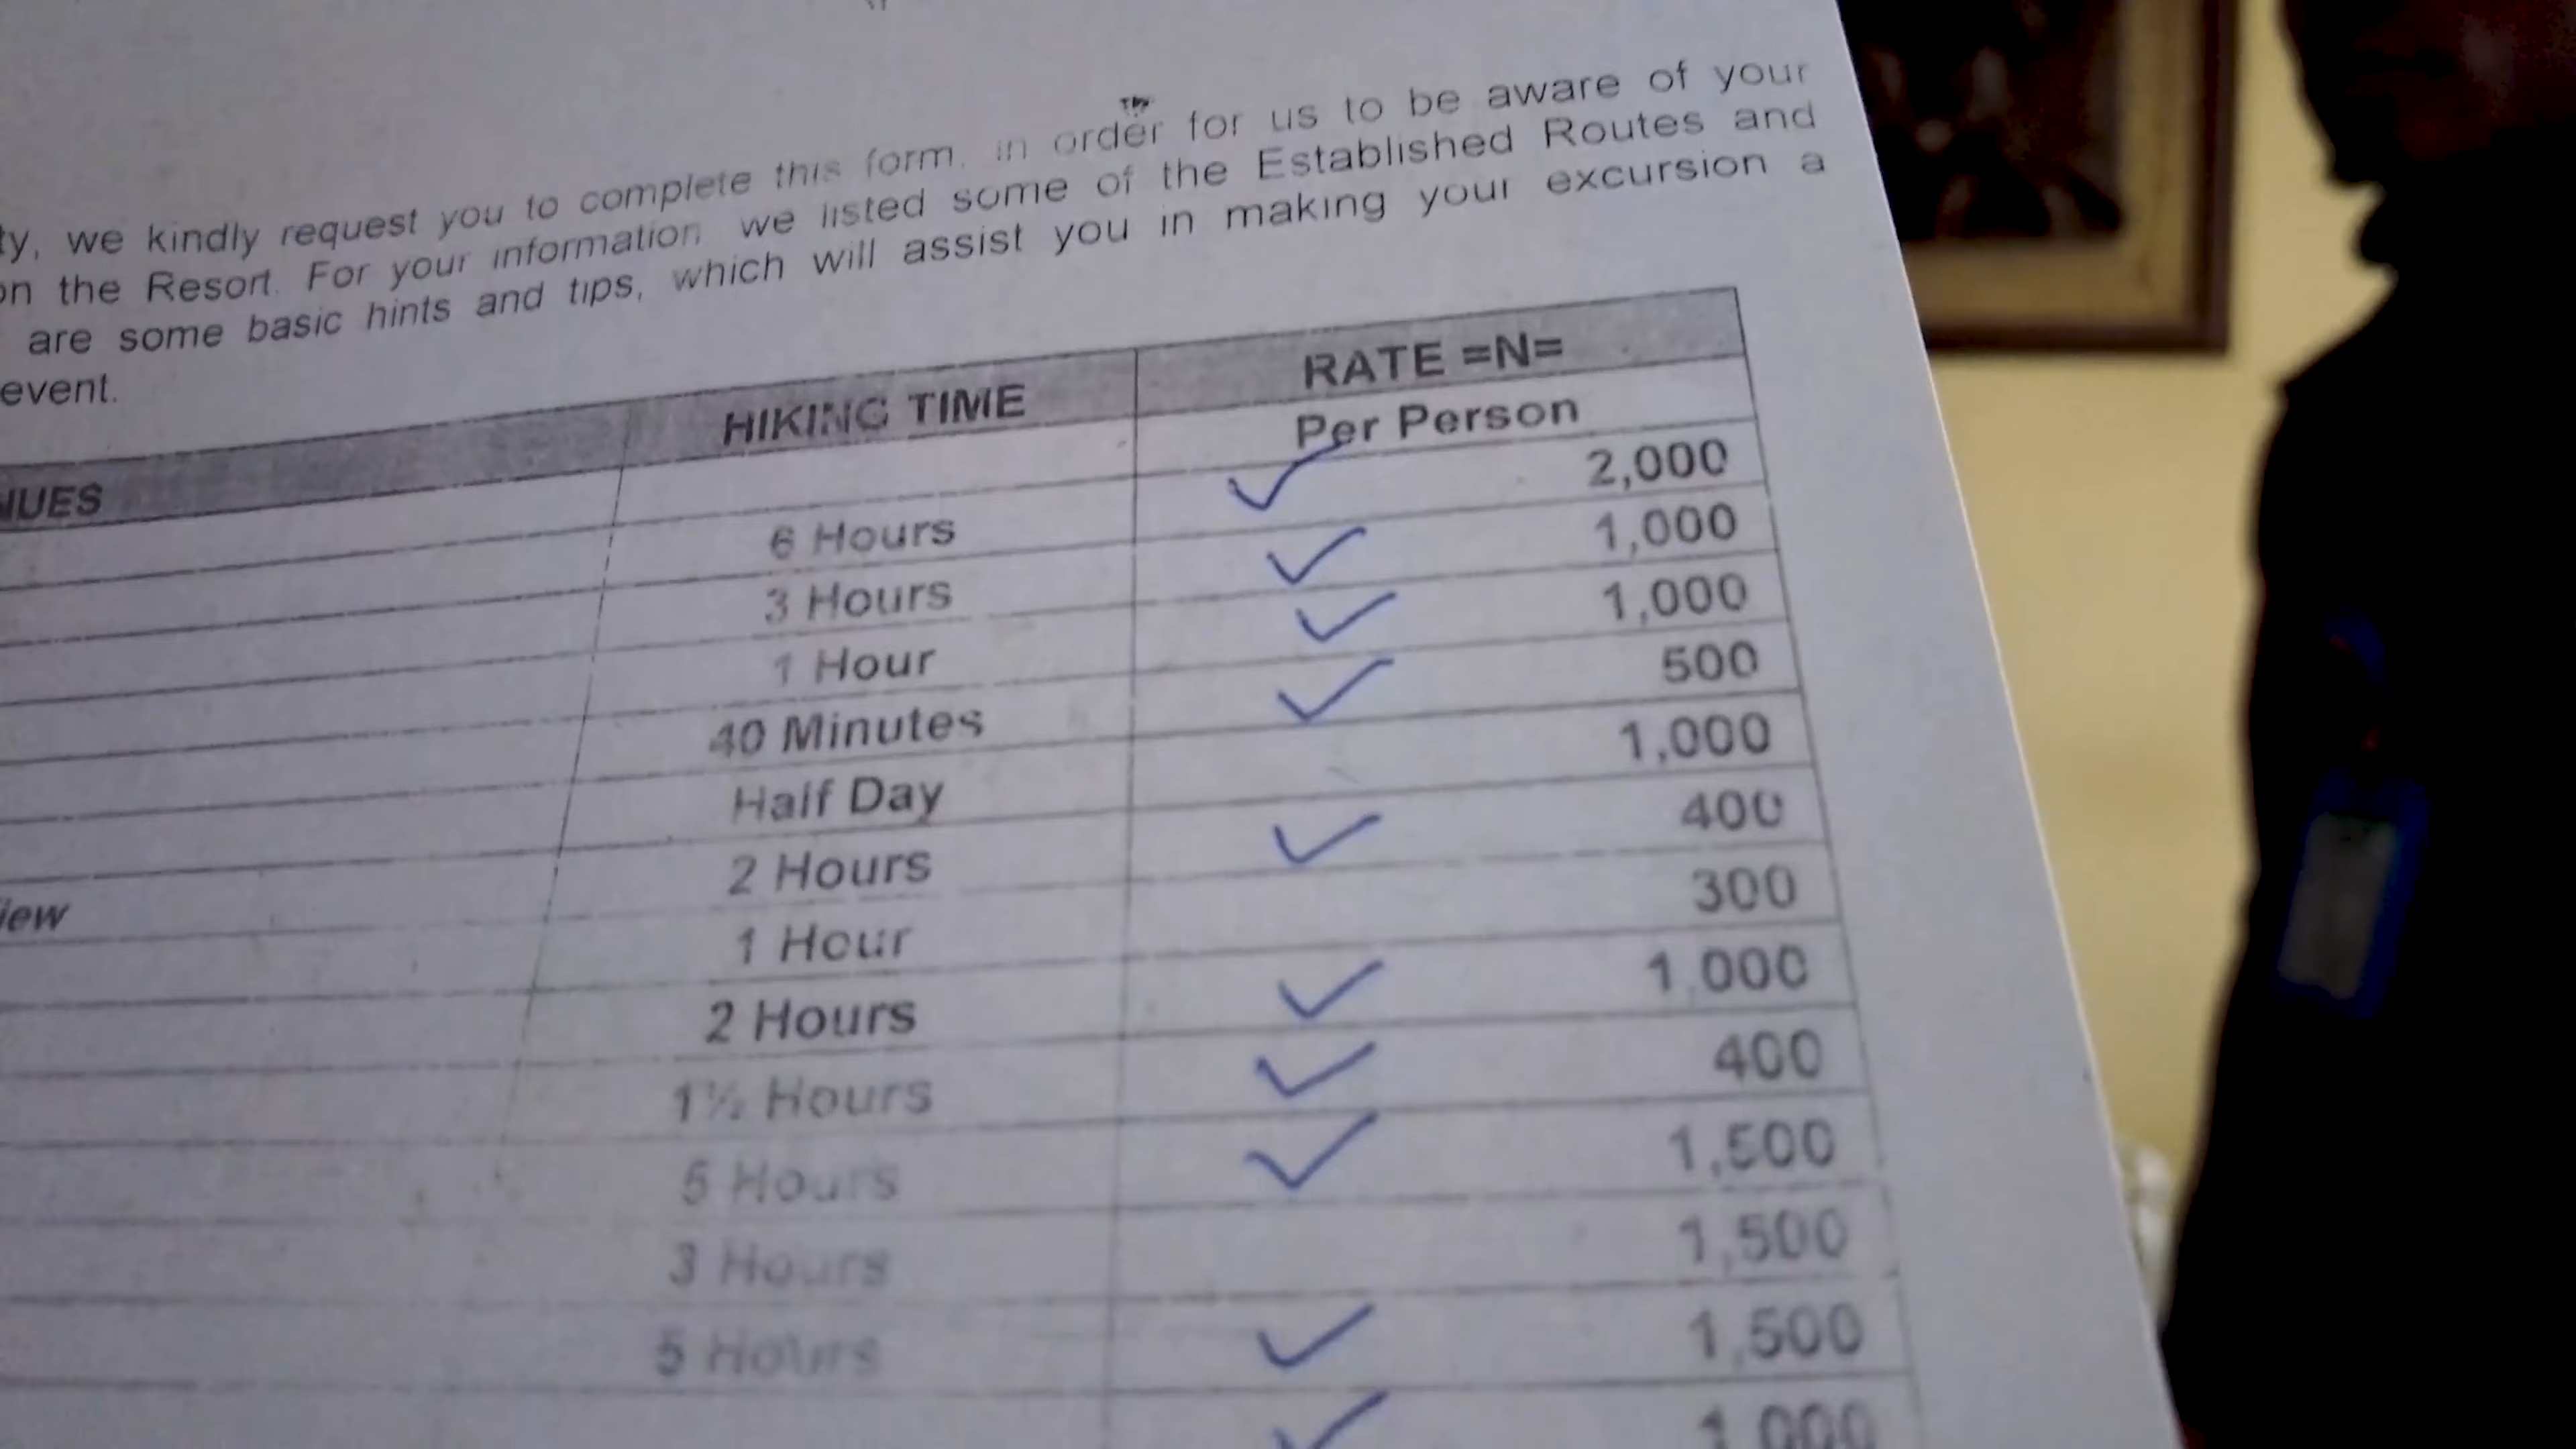 ty, we kindly request you to complete this form, in order for us to be aware of your
on the Resort. For your information we listed some of the Established Routes and
are some basic hints and tips, which will assist you in making your excursion a
event.
NUES HIKING TIME RATE =N=
Per Person
6 Hours 2,000
3 Hours 1,000
1 Hour 1,000
40 Minutes 500
Half Day 1,000
2 Hours 400
iew 1 Hour 300
2 Hours 1,000
1½ Hours 400
5 Hours 1,500
3 Hours 1,500
5 Hours 1,500
1,000